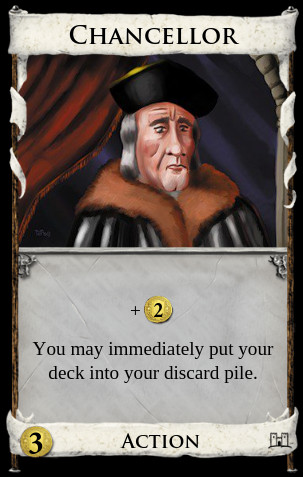 CHANCELLOR
+ 2
You may immediately put your
deck into your discard pile.
3 ACTION